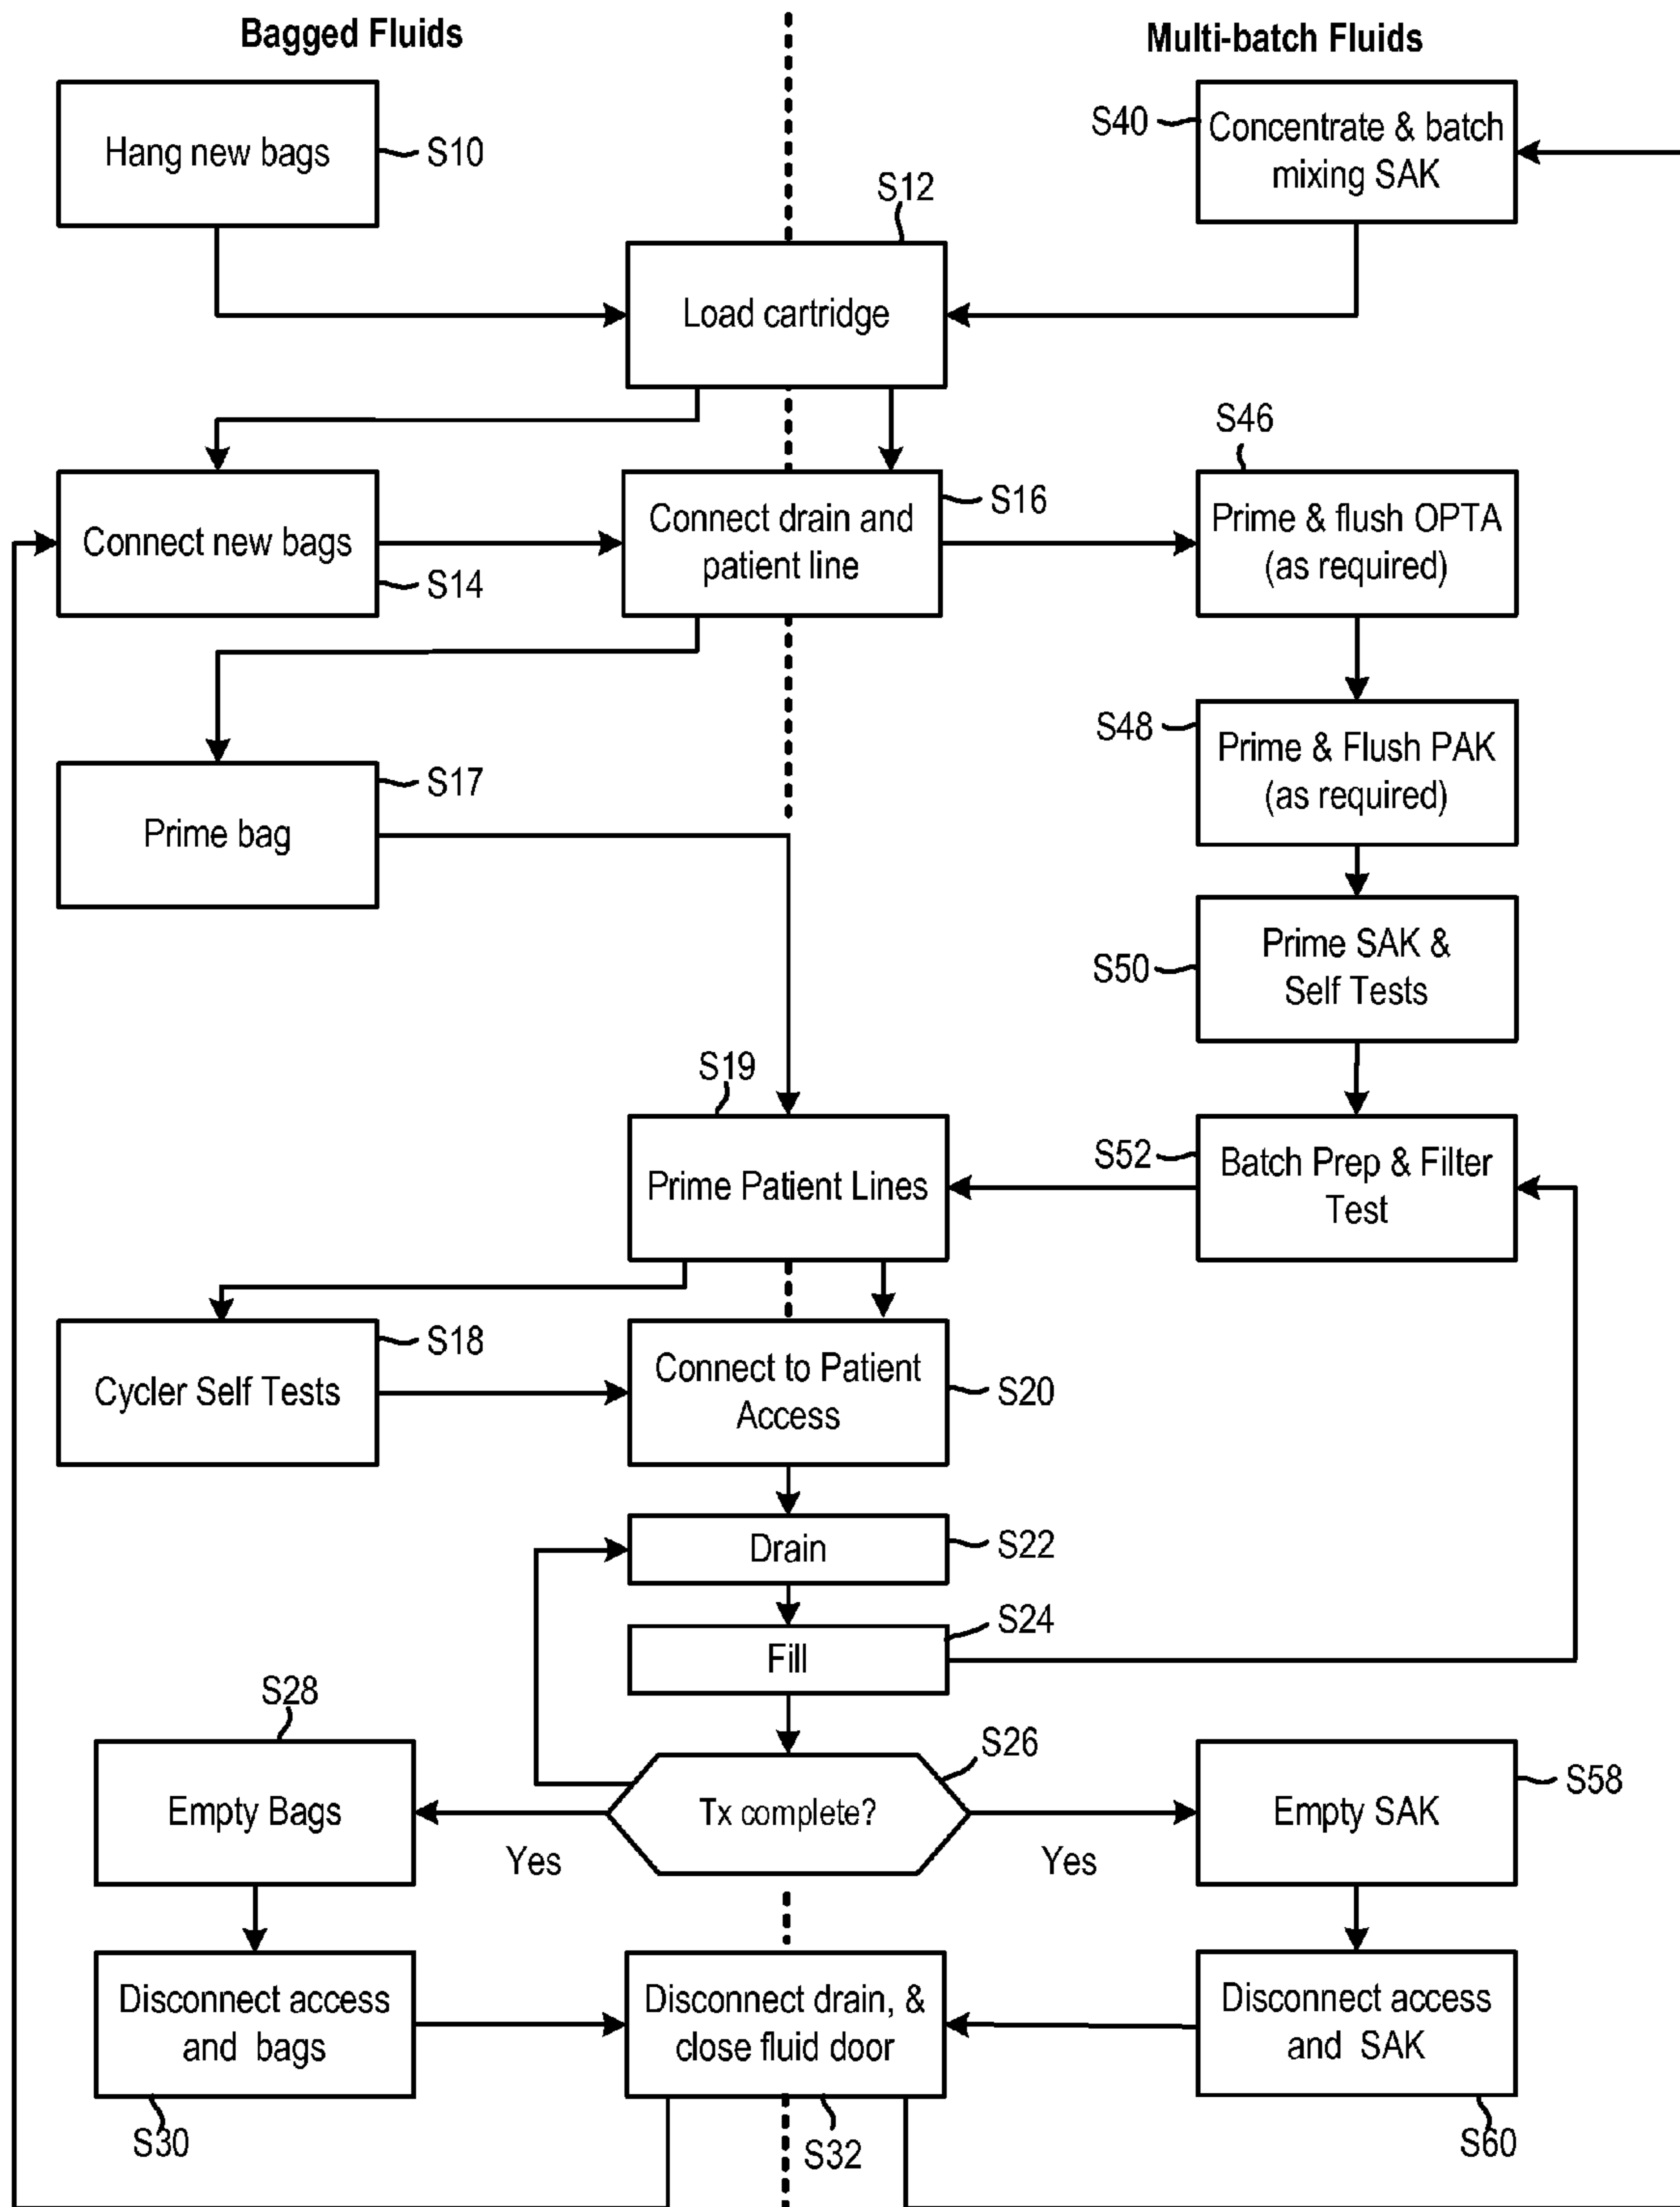 Bagged Fluids
Multi-batch Fluids
Hang new bags
S10
S40
Concentrate & batch
mixing SAK
S12
Load cartridge
S46
Connect new bags
S14
Connect drain and
patient line
S16
Prime & flush OPTA
(as required)
S48
Prime & Flush PAK
(as required)
S17
Prime bag
S50
Prime SAK &
Self Tests
S19
Prime Patient Lines
S52
Batch Prep & Filter
Test
S18
Cycler Self Tests
Connect to Patient
Access
S20
Drain
S22
S24
Fill
S28
Empty Bags
S26
Tx complete?
Yes
Yes
Empty SAK
S58
Disconnect access
and bags
S30
Disconnect drain, &
close fluid door
S32
Disconnect access
and SAK
S60